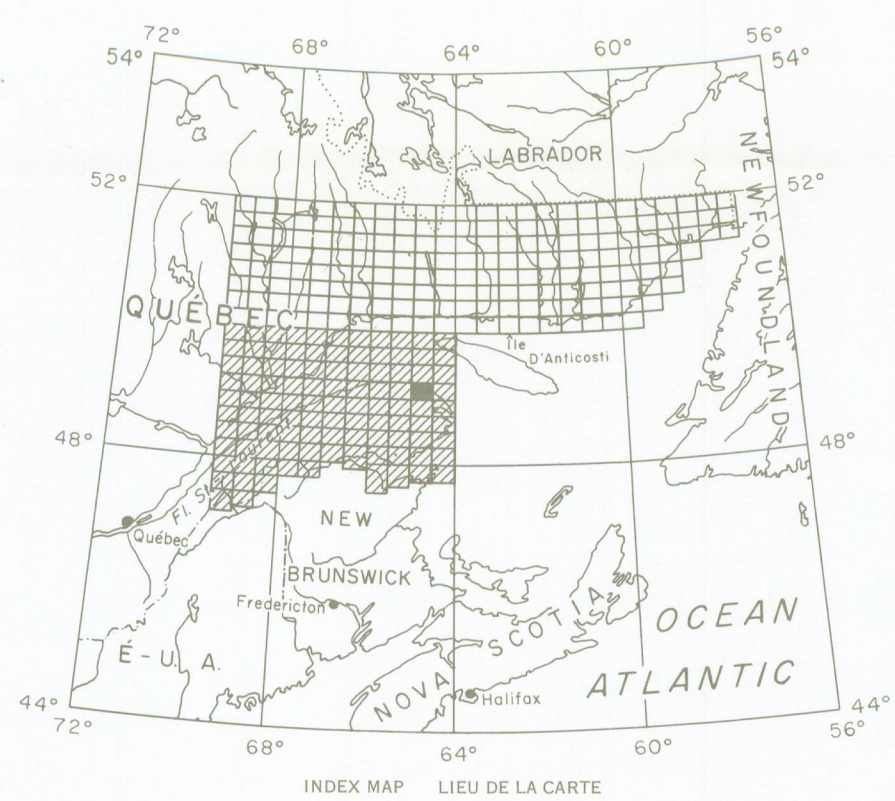 72° 68° 64° 60° 56°
54° 54°
LABRADOR
NEWFOUNDLAND
52° 52°
QUÉBEC
Île
D'Anticosti
48° 48°
Fl. St. Laurent
Québec
NEW
BRUNSWICK
Fredericton
NOVA SCOTIA
OCEAN
ATLANTIC
É-U. A.
Halifax
44° 44°
72° 68° 64° 60° 56°
INDEX MAP LIEU DE LA CARTE